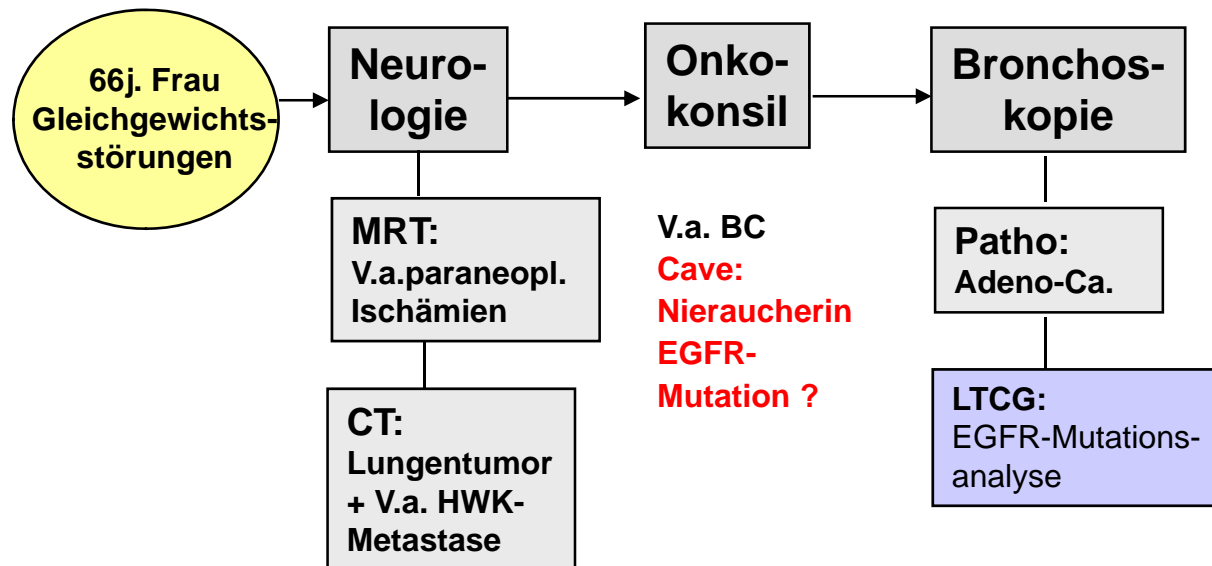 66j. Frau
Gleichgewichts-
störungen
Neuro-
logie
MRT:
V.a.paraneopl.
Ischämien
CT:
Lungentumor
+ V.a. HWK-
Metastase
Onko-
konsil
V.a. BC
Cave:
Nieraucherin
EGFR-
Mutation ?
Bronchos-
kopie
Patho:
Adeno-Ca.
LTCG:
EGFR-Mutations-
analyse